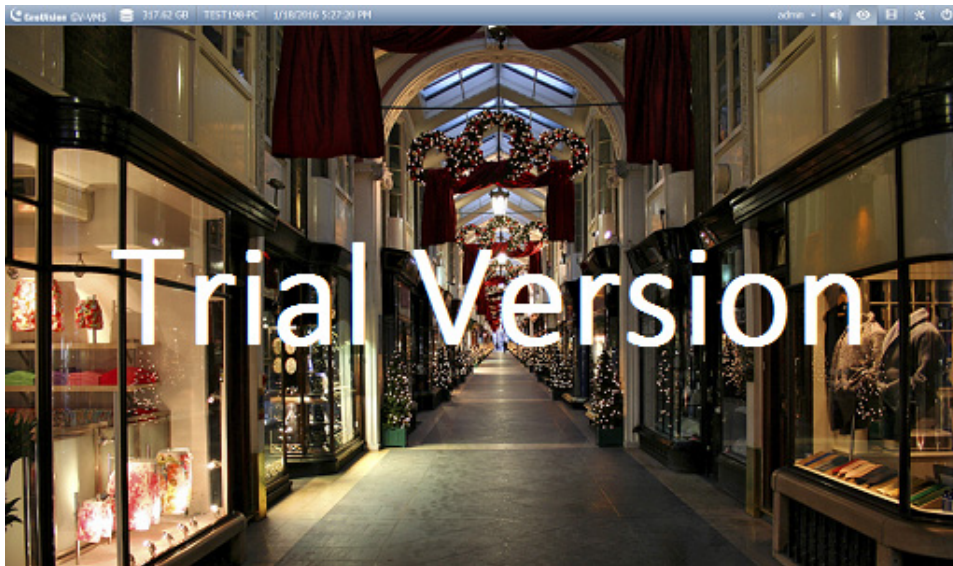 GeoVision GV-VMS 317.62 GB TEST198-PC 1/18/2016 5:27:20 PM admin
Trial Version